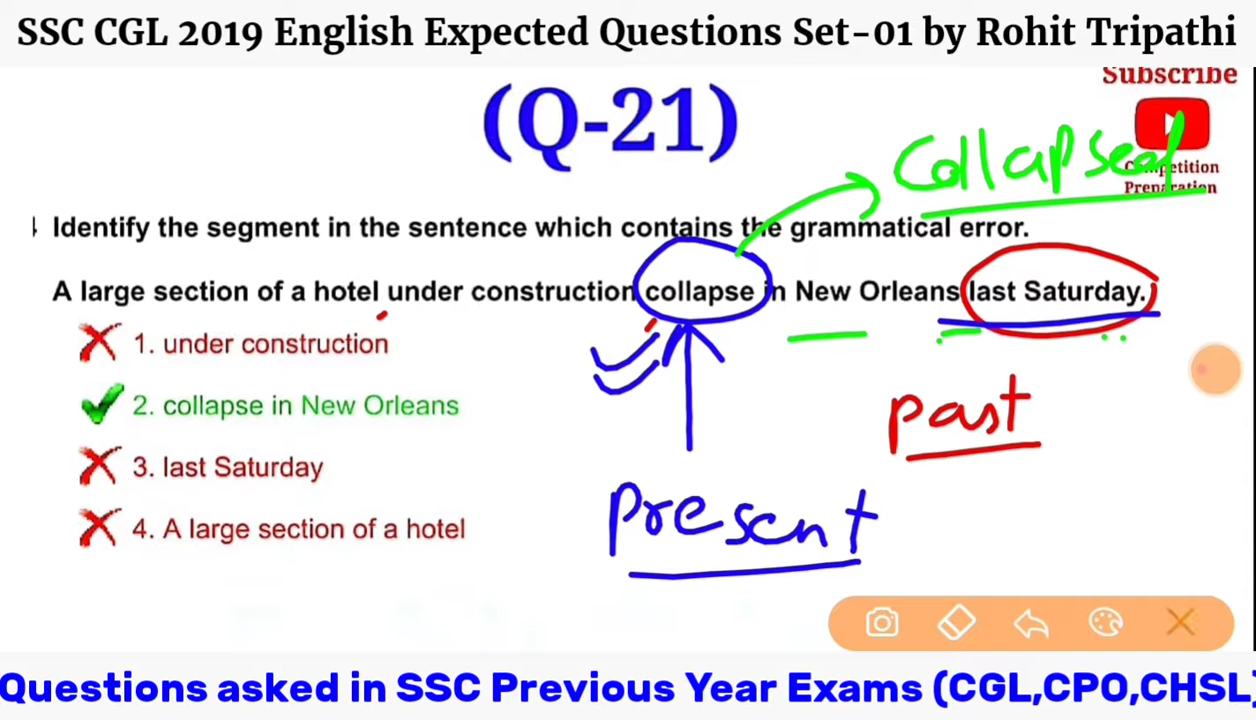 SSC CGL 2019 English Expected Questions Set-01 by Rohit Tripathi
Subscribe
(Q-21)
Collapsed
Competition
Preparation
Identify the segment in the sentence which contains the grammatical error.
A large section of a hotel under construction collapse in New Orleans last Saturday.
1. under construction
2. collapse in New Orleans
3. last Saturday
4. A large section of a hotel
past
Present
Questions asked in SSC Previous Year Exams (CGL,CPO,CHSL)